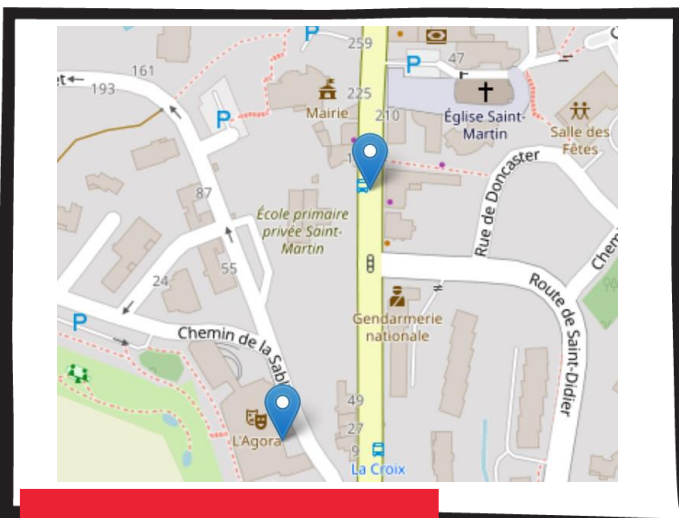 P
259
47
P
161
193
225
Mairie
210
Église Saint-
Martin
Salle des
Fêtes
P
87
École primaire
privée Saint-
Martin
Rue de Doncaster
55
24
Gendarmerie
nationale
Route de Saint-Didier
P
Chemin de la Sabl
49
27
9
L'Agora
La Croix